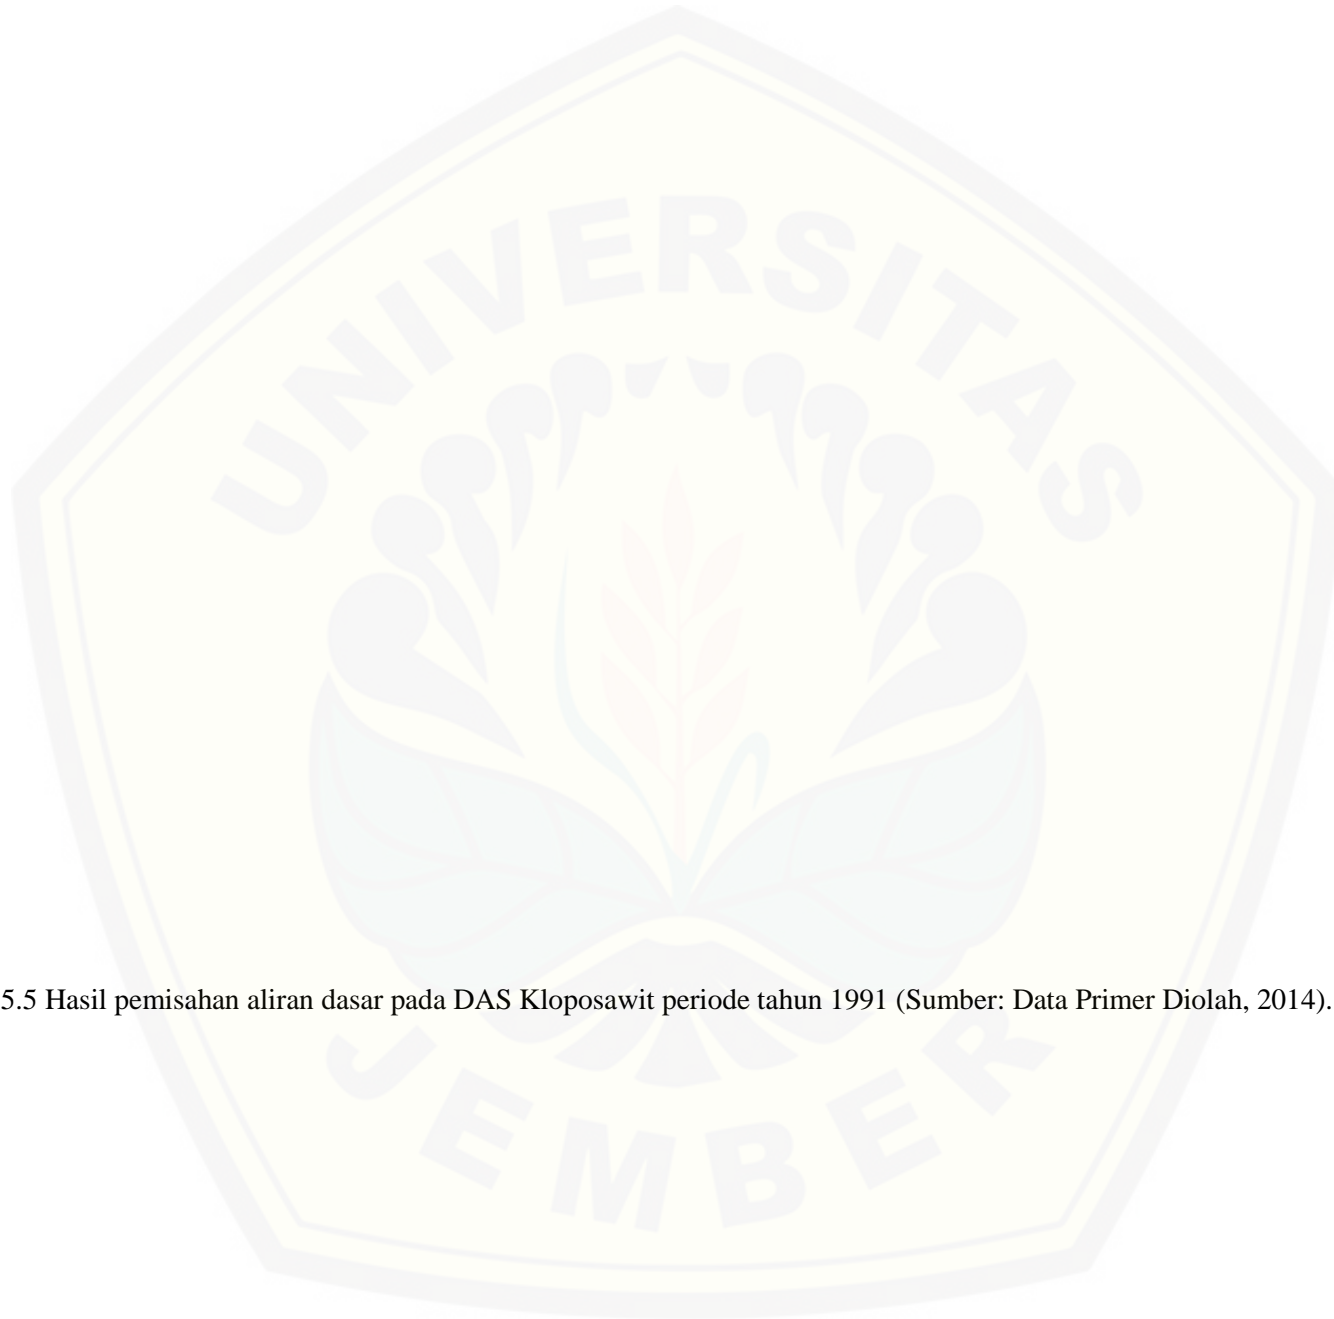 UNIVERSITAS
5.5 Hasil pemisahan aliran dasar pada DAS Kloposawit periode tahun 1991 (Sumber: Data Primer Diolah, 2014).
JEMBER